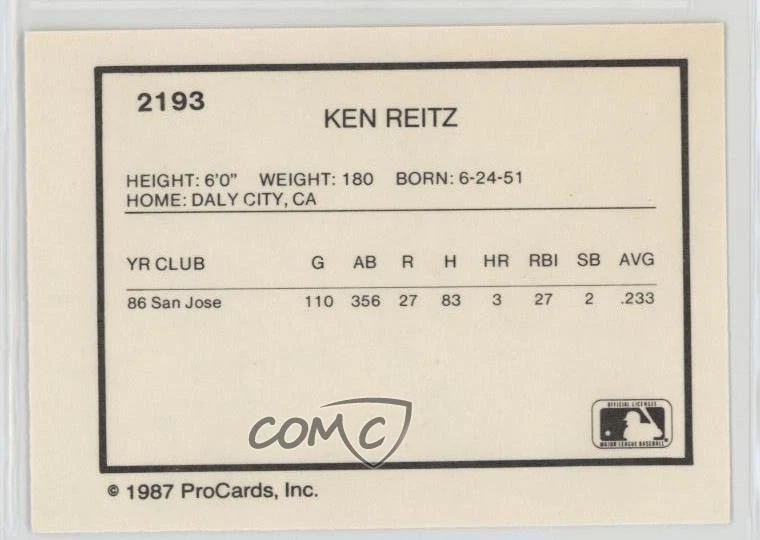 2193
KEN REITZ
HEIGHT: 6'0" WEIGHT: 180 BORN: 6-24-51
HOME: DALY CITY, CA
YR CLUB G AB R H HR RBI SB AVG
86 San Jose 110 356 27 83 3 27 2 .233
COMC
OFFICIAL LICENSEE
MAJOR LEAGUE BASEBALL
© 1987 ProCards, Inc.